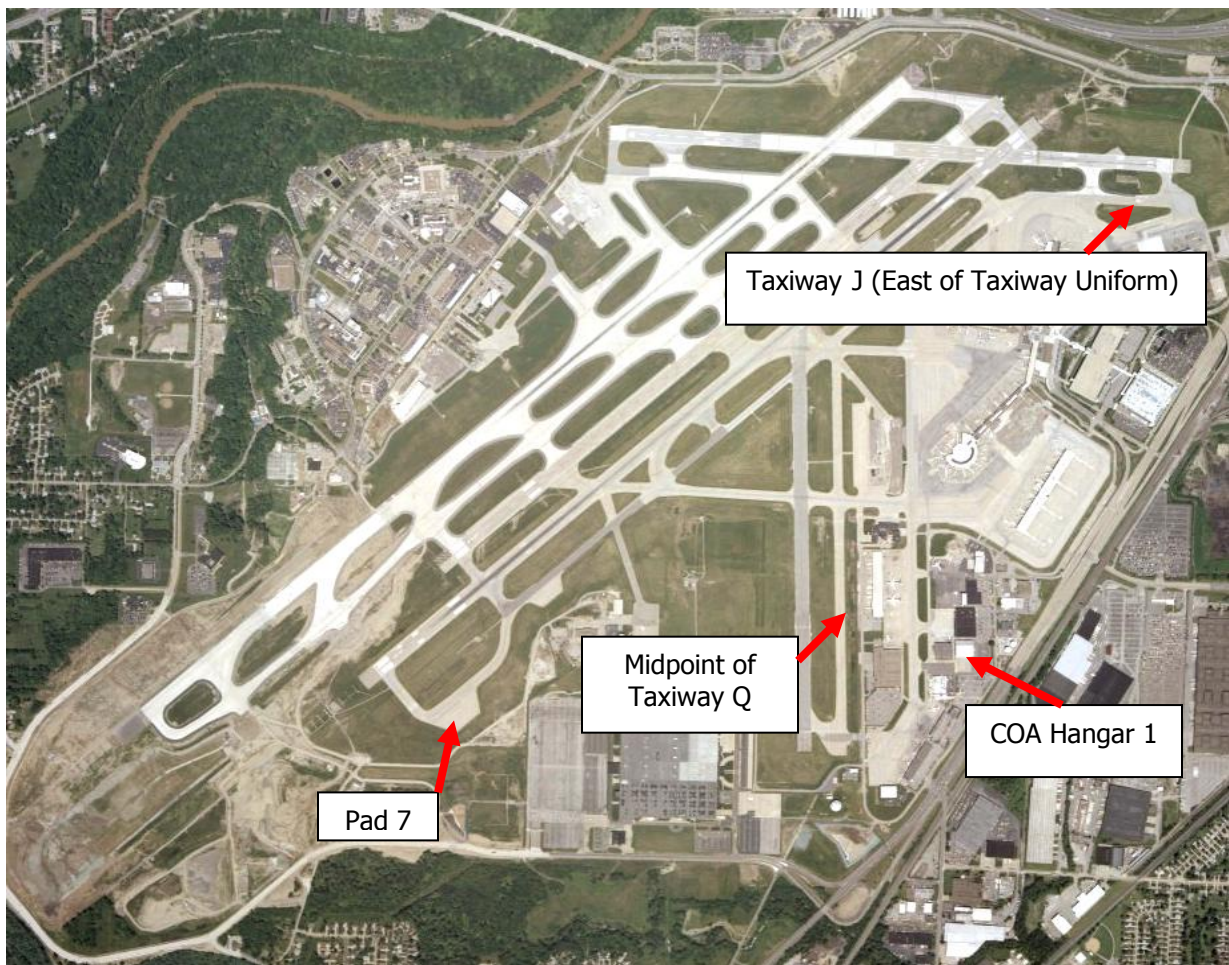 Taxiway J (East of Taxiway Uniform)
Midpoint of
Taxiway Q
COA Hangar 1
Pad 7